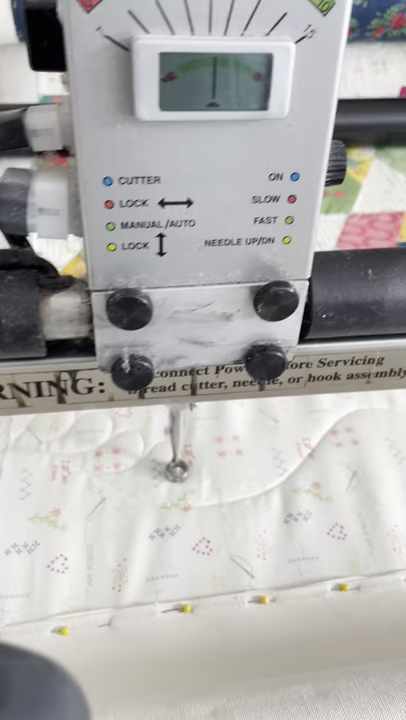 CUTTER
LOCK
MANUAL/AUTO
LOCK
ON
SLOW
FAST
NEEDLE UP/DN
RNING:
connect Pow ore Servicing
read cutter, needle, or hook assembly